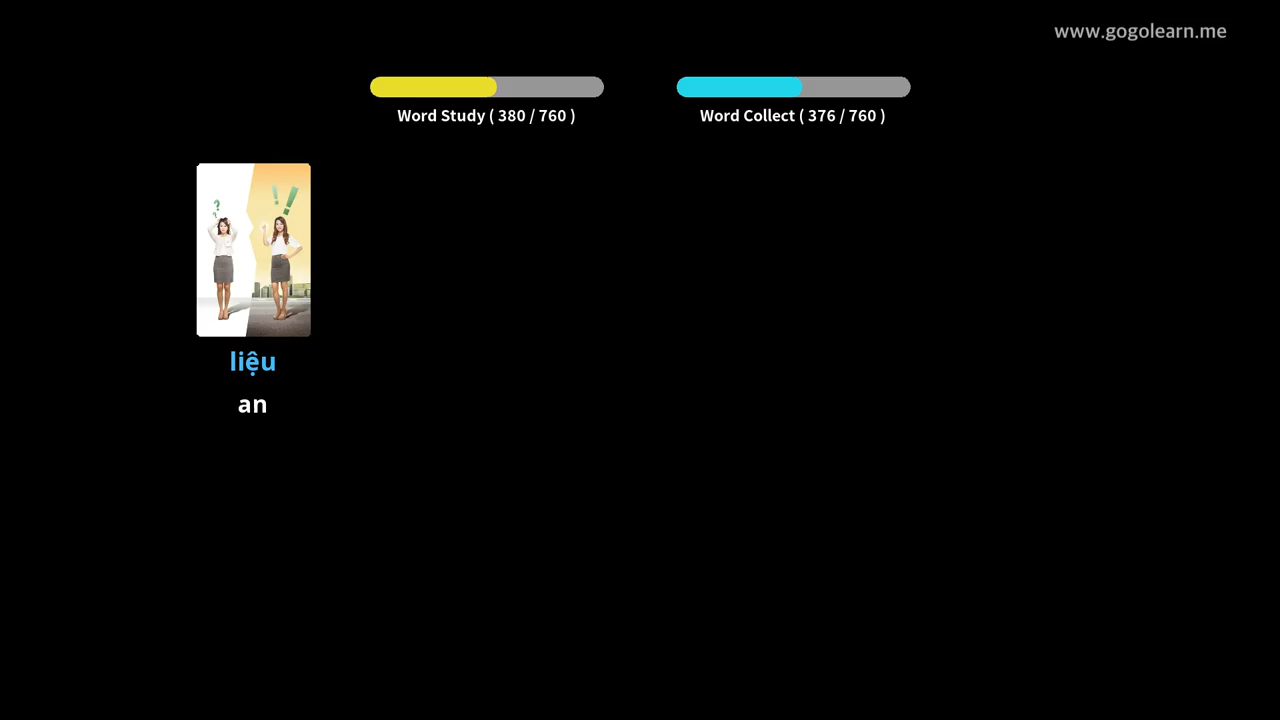 www.gogolearn.me
Word Study ( 380 / 760 )
Word Collect ( 376 / 760 )
? ?
! !
liệu
an